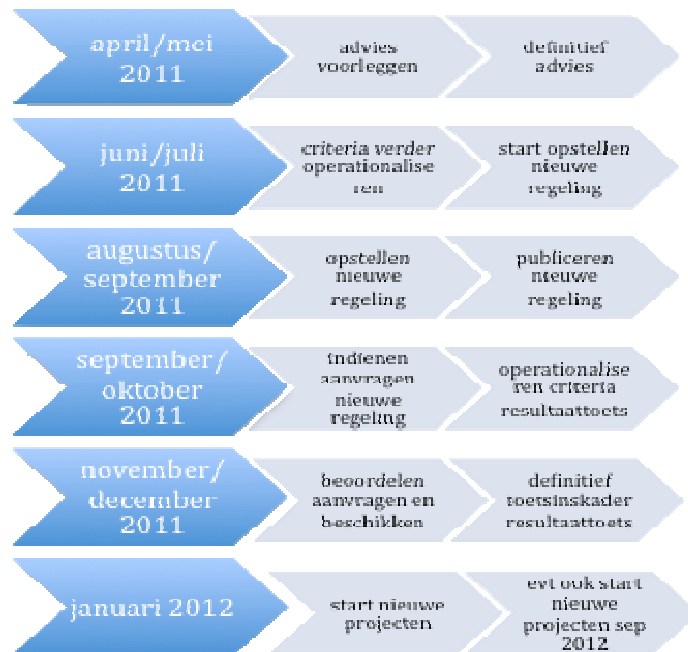 april/mei
2011
advies
voorleggen
definitief
advies
juni/juli
2011
criteria verder
operationalise
ren
start opstellen
nieuwe
regeling
augustus/
september
2011
opstellen
nieuwe
regeling
publiceren
nieuwe
regeling
september/
oktober
2011
indienen
aanvragen
nieuwe
regeling
operationalise
ren criteria
resultaattoets
november/
december
2011
beoordelen
aanvragen en
beschikken
definitief
toetsinskader
resultaattoets
januari 2012
start nieuwe
projecten
evt ook start
nieuwe
projecten sep
2012